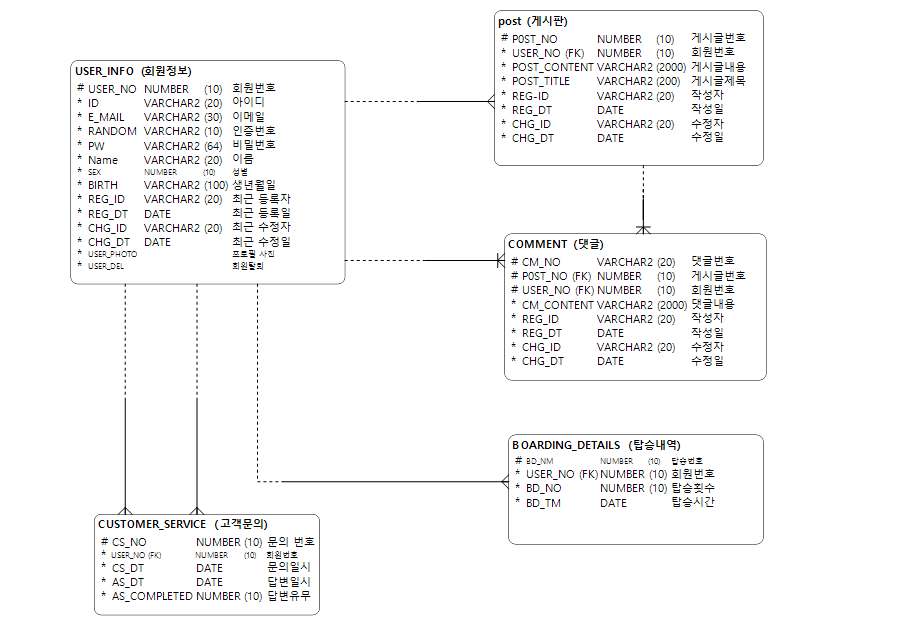 USER_INFO (회원정보)
# USER_NO NUMBER (10) 회원번호
* ID VARCHAR2 (20) 아이디
* E_MAIL VARCHAR2 (30) 이메일
* RANDOM VARCHAR2 (10) 인증번호
* PW VARCHAR2 (64) 비밀번호
* Name VARCHAR2 (20) 이름
* SEX NUMBER (10) 성별
* BIRTH VARCHAR2 (100) 생년월일
* REG_ID VARCHAR2 (20) 최근 등록자
* REG_DT DATE 최근 등록일
* CHG_ID VARCHAR2 (20) 최근 수정자
* CHG_DT DATE 최근 수정일
* USER_PHOTO 프로필 사진
* USER_DEL 회원탈퇴
post (게시판)
# POST_NO NUMBER (10) 게시글번호
* USER_NO (FK) NUMBER (10) 회원번호
* POST_CONTENT VARCHAR2 (2000) 게시글내용
* POST_TITLE VARCHAR2 (200) 게시글제목
* REG-ID VARCHAR2 (20) 작성자
* REG_DT DATE 작성일
* CHG_ID VARCHAR2 (20) 수정자
* CHG_DT DATE 수정일
COMMENT (댓글)
# CM_NO VARCHAR2 (20) 댓글번호
# POST_NO (FK) NUMBER (10) 게시글번호
# USER_NO (FK) NUMBER (10) 회원번호
* CM_CONTENT VARCHAR2 (2000) 댓글내용
* REG_ID VARCHAR2 (20) 작성자
* REG_DT DATE 작성일
* CHG_ID VARCHAR2 (20) 수정자
* CHG_DT DATE 수정일
BOARDING_DETAILS (탑승내역)
# BD_NM NUMBER (10) 탑승번호
* USER_NO (FK) NUMBER (10) 회원번호
* BD_NO NUMBER (10) 탑승횟수
* BD_TM DATE 탑승시간
CUSTOMER_SERVICE (고객문의)
# CS_NO NUMBER (10) 문의 번호
* USER_NO (FK) NUMBER (10) 회원번호
* CS_DT DATE 문의일시
* AS_DT DATE 답변일시
* AS_COMPLETED NUMBER (10) 답변유무